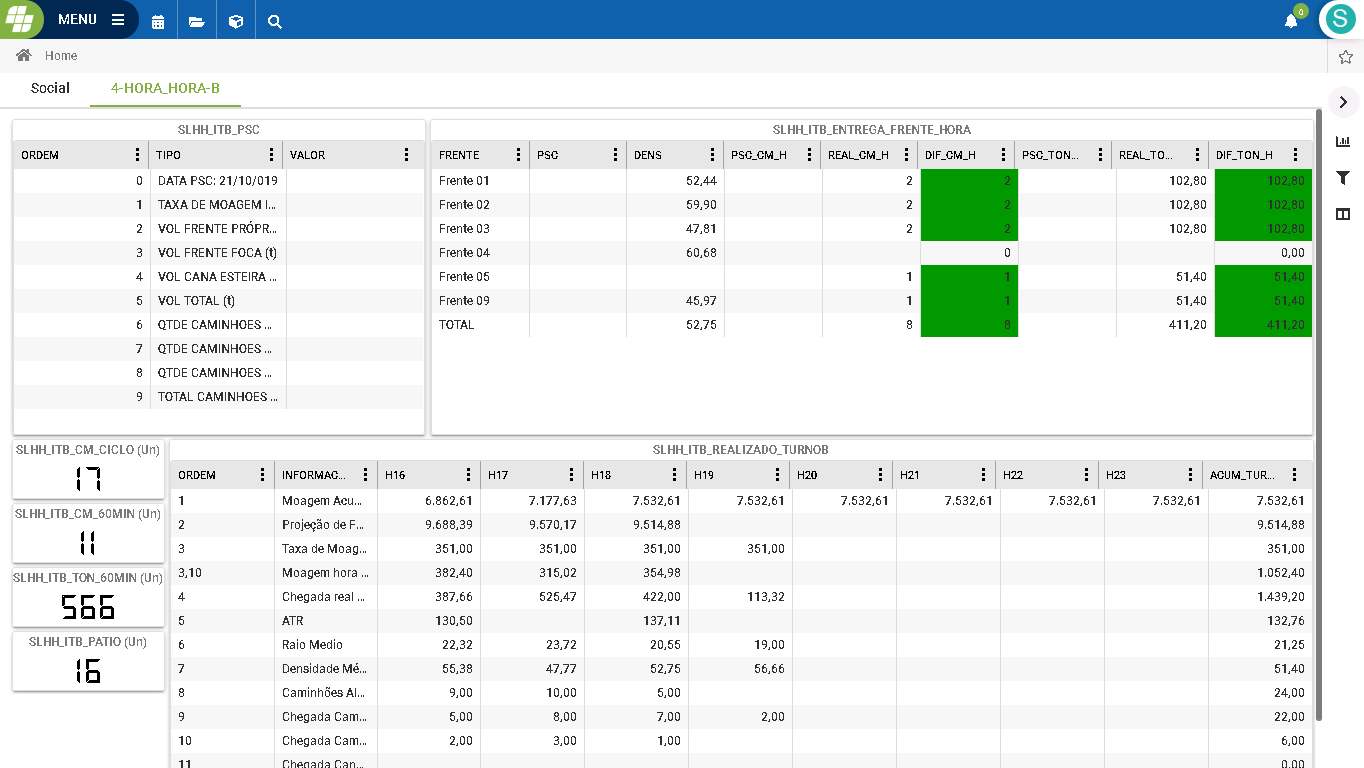 MENU
0
S
Home
Social 4-HORA_HORA-B
SLHH_ITB_PSC
ORDEM TIPO VALOR
0 DATA PSC: 21/10/019
1 TAXA DE MOAGEM I...
2 VOL FRENTE PRÓPR...
3 VOL FRENTE FOCA (t)
4 VOL CANA ESTEIRA ...
5 VOL TOTAL (t)
6 QTDE CAMINHOES ...
7 QTDE CAMINHOES ...
8 QTDE CAMINHOES ...
9 TOTAL CAMINHOES ...
SLHH_ITB_ENTREGA_FRENTE_HORA
FRENTE PSC DENS PSC_CM_H REAL_CM_H DIF_CM_H PSC_TON... REAL_TO... DIF_TON_H
Frente 01 52,44 2 2 102,80 102,80
Frente 02 59,90 2 2 102,80 102,80
Frente 03 47,81 2 2 102,80 102,80
Frente 04 60,68 0 0,00
Frente 05 1 1 51,40 51,40
Frente 09 45,97 1 1 51,40 51,40
TOTAL 52,75 8 8 411,20 411,20
SLHH_ITB_CM_CICLO (Un)
17
SLHH_ITB_CM_60MIN (Un)
11
SLHH_ITB_TON_60MIN (Un)
566
SLHH_ITB_PATIO (Un)
16
SLHH_ITB_REALIZADO_TURNOB
ORDEM INFORMAC... H16 H17 H18 H19 H20 H21 H22 H23 ACUM_TUR...
1 Moagem Acu... 6.862,61 7.177,63 7.532,61 7.532,61 7.532,61 7.532,61 7.532,61 7.532,61 7.532,61
2 Projeção de F... 9.688,39 9.570,17 9.514,88 9.514,88
3 Taxa de Moag... 351,00 351,00 351,00 351,00 351,00
3,10 Moagem hora ... 382,40 315,02 354,98 1.052,40
4 Chegada real ... 387,66 525,47 422,00 113,32 1.439,20
5 ATR 130,50 137,11 132,76
6 Raio Medio 22,32 23,72 20,55 19,00 21,25
7 Densidade Mé... 55,38 47,77 52,75 56,66 51,40
8 Caminhões Al... 9,00 10,00 5,00 24,00
9 Chegada Cam... 5,00 8,00 7,00 2,00 22,00
10 Chegada Cam... 2,00 3,00 1,00 6,00
11 Chegada Can... 0,00